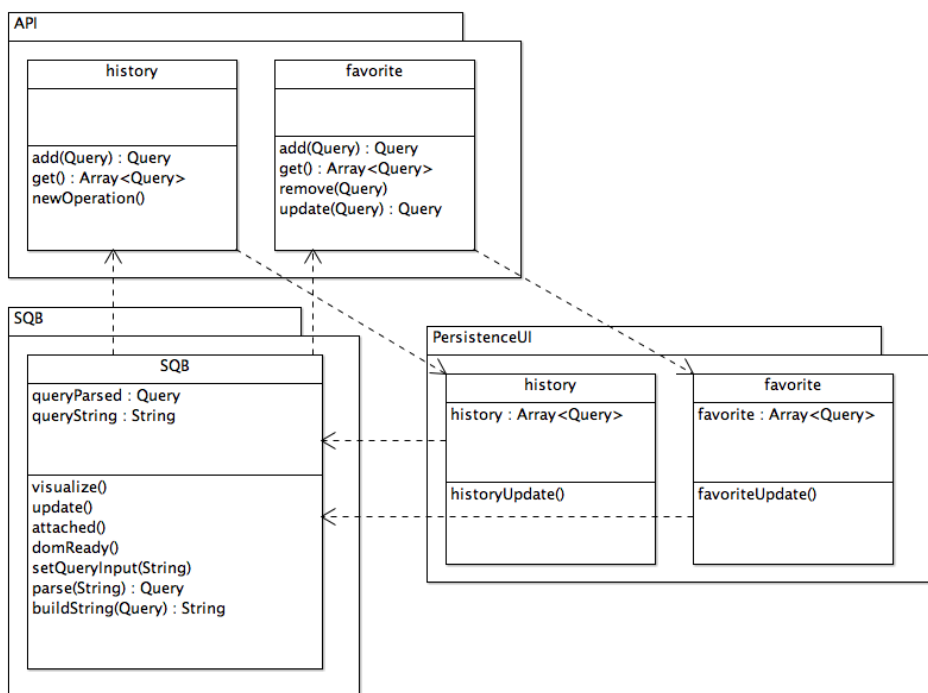 API
history
add(Query) : Query
get() : Array<Query>
newOperation()
favorite
add(Query) : Query
get() : Array<Query>
remove(Query)
update(Query) : Query
SQB
SQB
queryParsed : Query
queryString : String
visualize()
update()
attached()
domReady()
setQueryInput(String)
parse(String) : Query
buildString(Query) : String
PersistenceUI
history
history : Array<Query>
historyUpdate()
favorite
favorite : Array<Query>
favoriteUpdate()